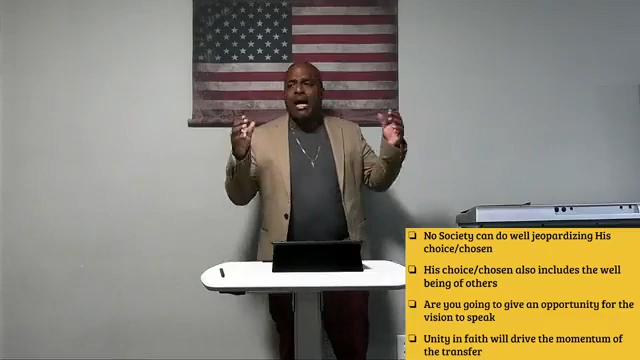 ❑ No Society can do well jeopardizing His
choice/chosen
❑ His choice/chosen also includes the well
being of others
❑ Are you going to give an opportunity for the
vision to speak
❑ Unity in faith will drive the momentum of
the transfer